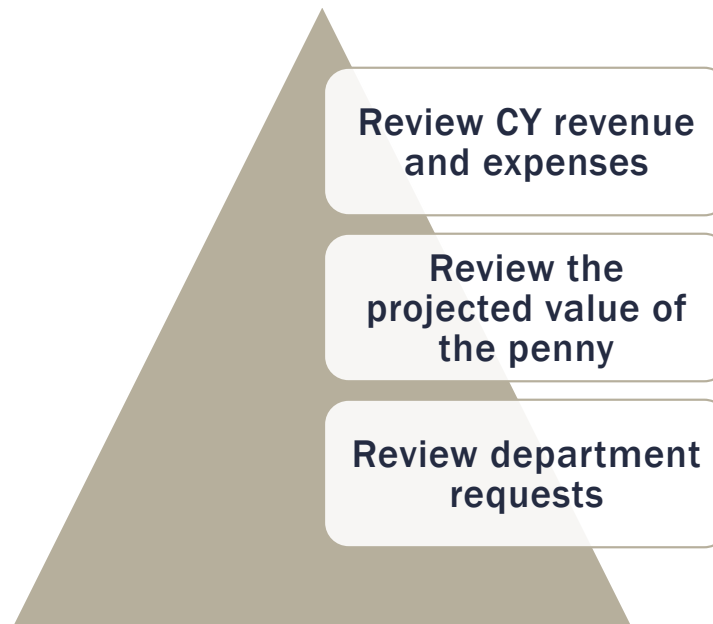 Review CY revenue
and expenses
Review the
projected value of
the penny
Review department
requests